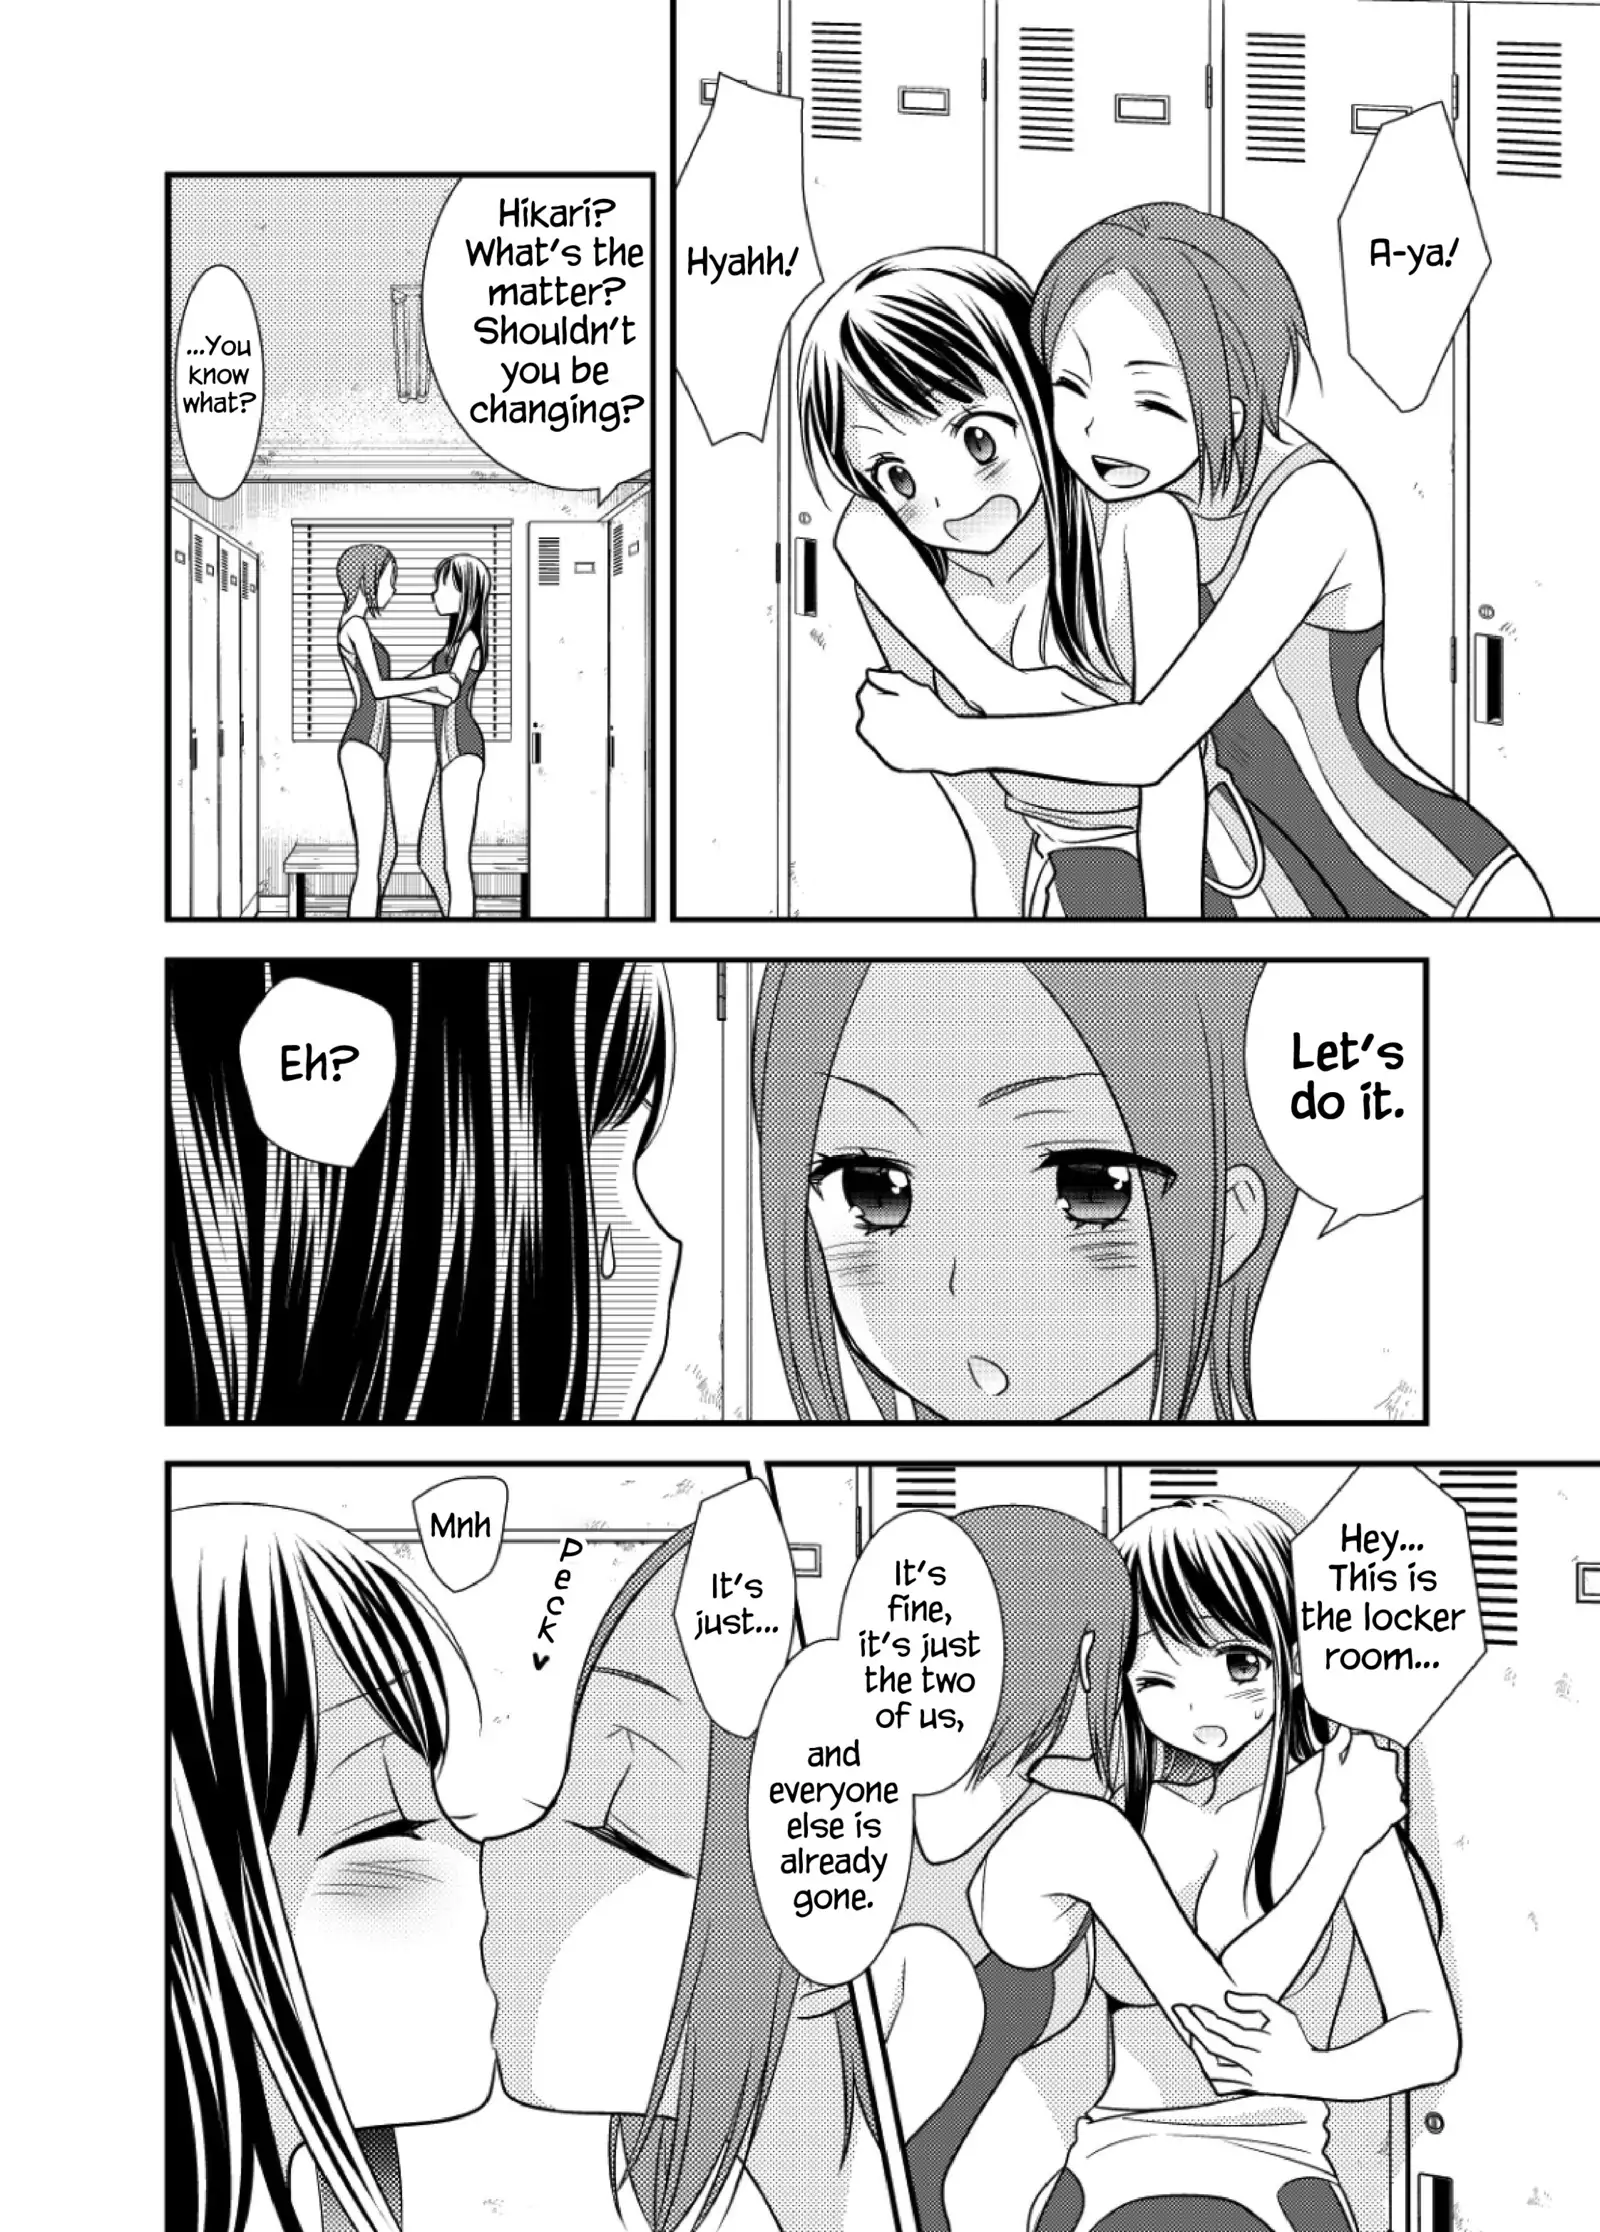 A-ya!
Hyahh!
Hikari?
What's the
matter?
Shouldn't
you be
changing?
...You
know
what?
Let's
do it.
Eh?
Hey...
This is
the locker
room...
It's
fine,
it's just
the two
of us,
and
everyone
else is
already
gone.
It's
just...
Peck
Mnh